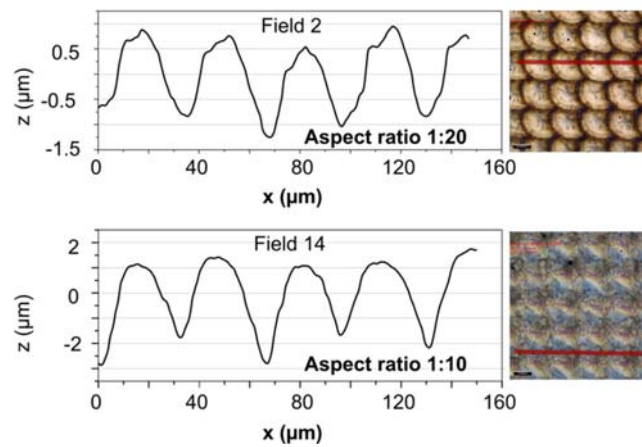 Field 2
z (µm)
0.5
-0.5
-1.5
Aspect ratio 1:20
0 40 80 120 160
x (µm)
Field 14
z (µm)
2
0
-2
Aspect ratio 1:10
0 40 80 120 160
x (µm)